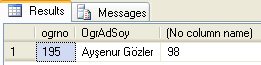 Results Messages
ogrno OgrAdSoy (No column name)
1 195 Ayşenur Gözler 98